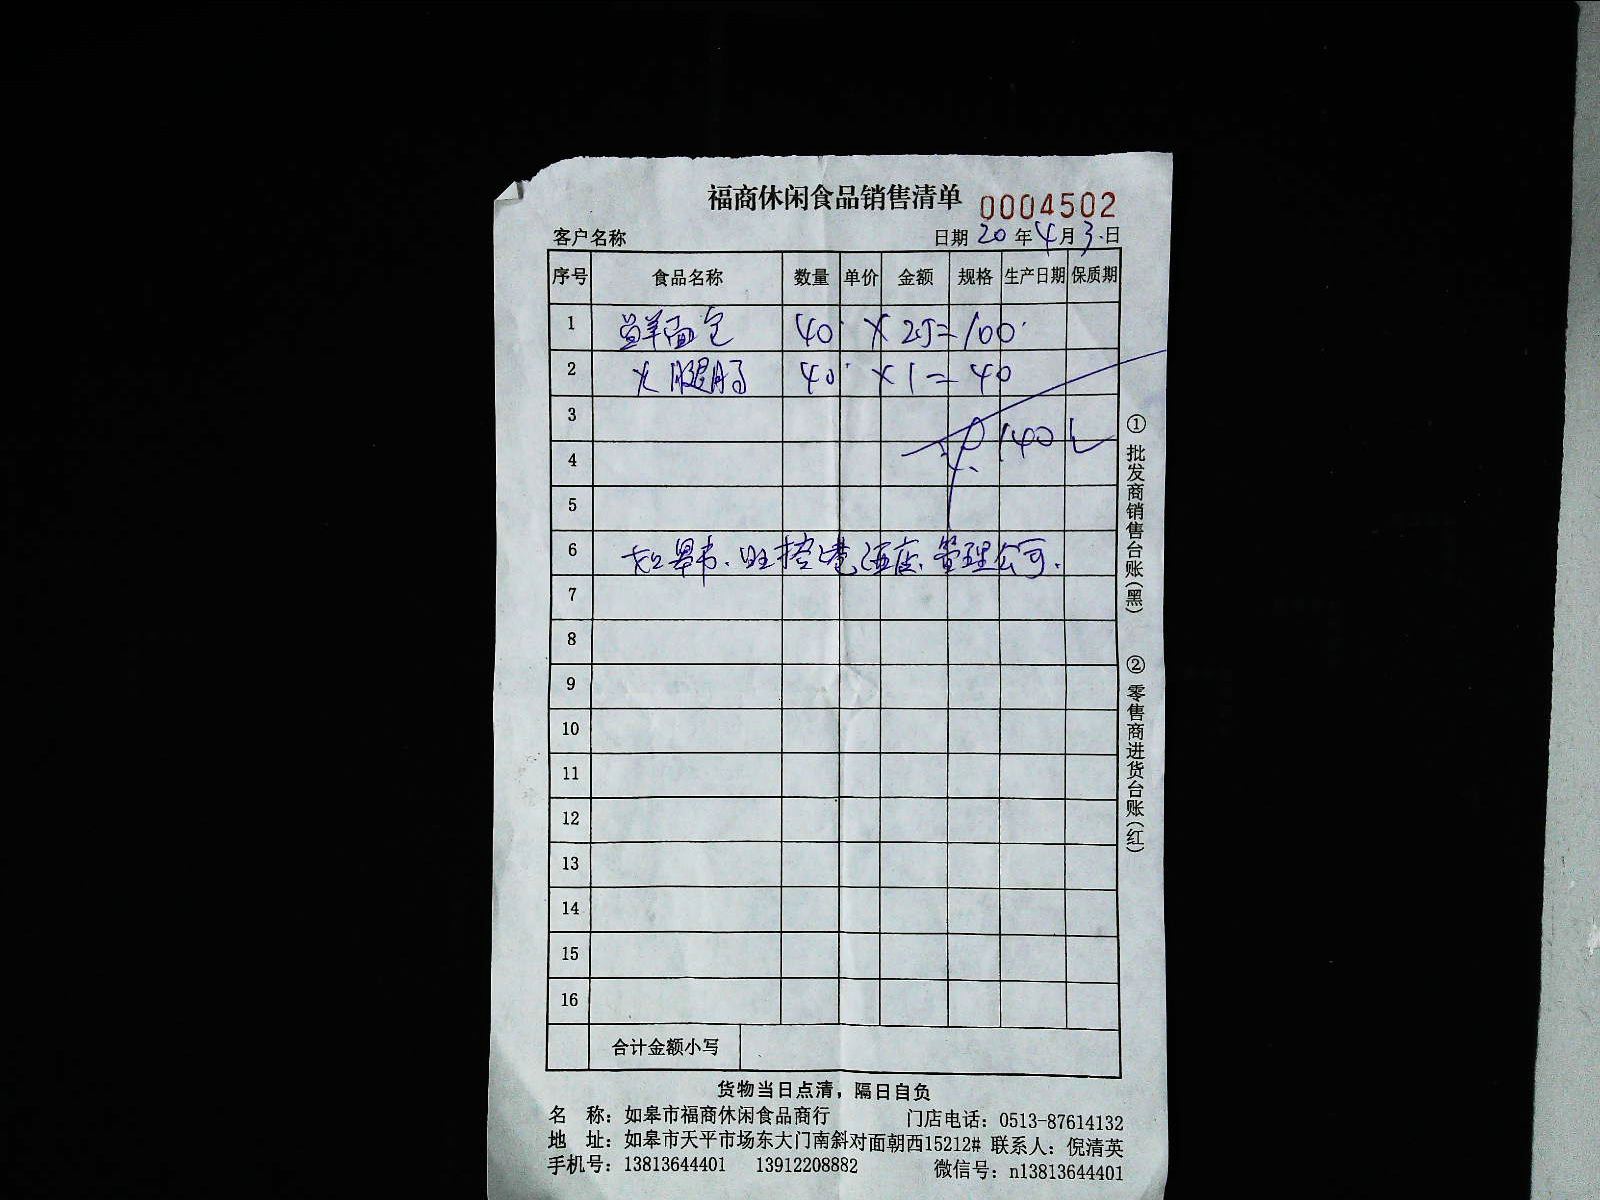 福商休闲食品销售清单 0004502
客户名称 日期 20 年 4 月 3 日
序号 食品名称 数量 单价 金额 规格 生产日期 保质期
1 鲜面包 40 × 2.5 = 100
2 火腿肠 40 × 1 = 40
3
140
4
5
6 如皋市旺控港酒店管理公司.
7
8
9
10
11
12
13
14
15
16
合计金额小写
货物当日点清，隔日自负
名 称：如皋市福商休闲食品商行 门店电话：0513-87614132
地 址：如皋市天平市场东大门南斜对面朝西15212# 联系人：倪清英
手机号：13813644401 13912208882 微信号：n13813644401
①批发商销售台账（黑）
②零售商进货台账（红）